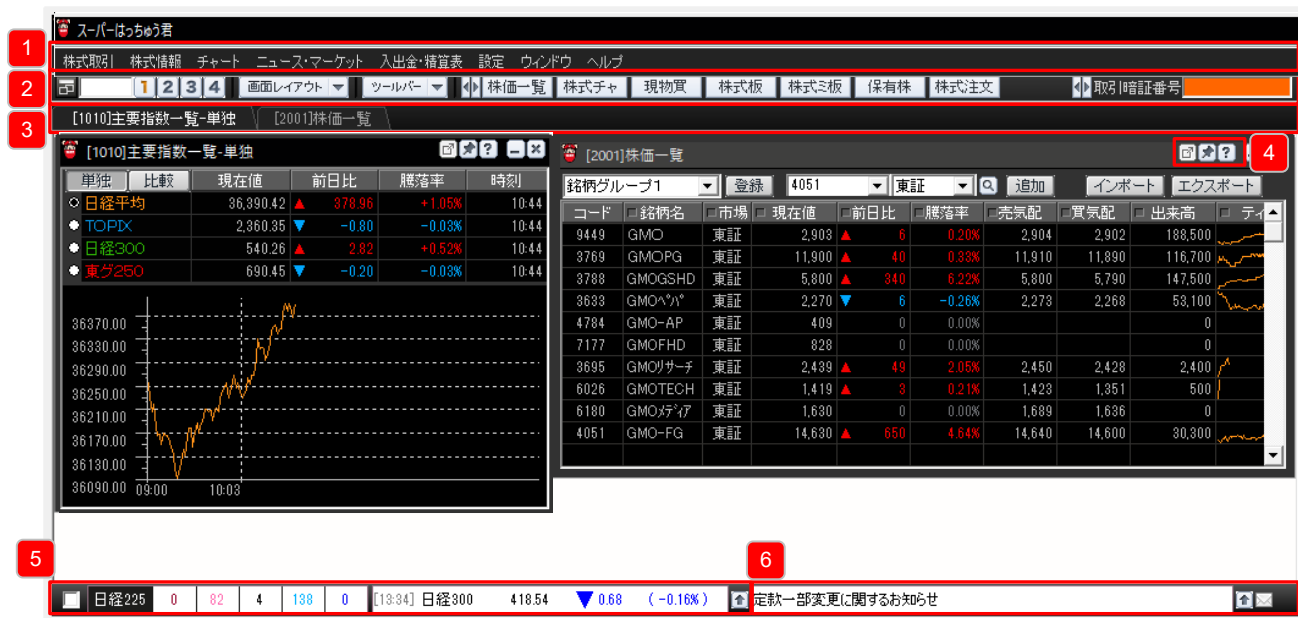 スーパーはっちゅう君
1
株式取引 株式情報 チャート ニュース・マーケット 入出金・精算表 設定 ウィンドウ ヘルプ
2
1 2 3 4 画面レイアウト ツールバー 株価一覧 株式チャ 現物買 株式板 株式ミ板 保有株 株式注文 取引暗証番号
3
[1010]主要指数一覧-単独 [2001]株価一覧
[1010]主要指数一覧-単独
単独 比較 現在値 前日比 騰落率 時刻
日経平均 36,390.42 ▲ 378.96 +1.05% 10:44
TOPIX 2,360.35 ▼ -0.80 -0.03% 10:44
日経300 540.26 ▲ 2.82 +0.52% 10:44
東グ250 690.45 ▼ -0.20 -0.03% 10:44
36370.00
36330.00
36290.00
36250.00
36210.00
36170.00
36130.00
36090.00 09:00 10:03
[2001]株価一覧
4
銘柄グループ1 登録 4051 東証 追加 インポート エクスポート
コード 銘柄名 市場 現在値 前日比 騰落率 売気配 買気配 出来高 ティ
9449 GMO 東証 2,903 ▲ 6 0.20% 2,904 2,902 188,500
3769 GMOPG 東証 11,900 ▲ 40 0.33% 11,910 11,890 116,700
3788 GMOGSHD 東証 5,800 ▲ 340 6.22% 5,800 5,790 147,500
3633 GMOペパ 東証 2,270 ▼ 6 -0.26% 2,273 2,268 53,100
4784 GMO-AP 東証 409 0 0.00% 0
7177 GMOFHD 東証 828 0 0.00% 0
3695 GMOリサーチ 東証 2,439 ▲ 49 2.05% 2,450 2,428 2,400
6026 GMOTECH 東証 1,419 ▲ 3 0.21% 1,423 1,351 500
6180 GMOメディア 東証 1,630 0 0.00% 1,689 1,636 0
4051 GMO-FG 東証 14,630 ▲ 650 4.64% 14,640 14,600 30,300
5
6
日経225 0 82 4 138 0 [13:34] 日経300 418.54 ▼ 0.68 ( -0.16% ) 定款一部変更に関するお知らせ